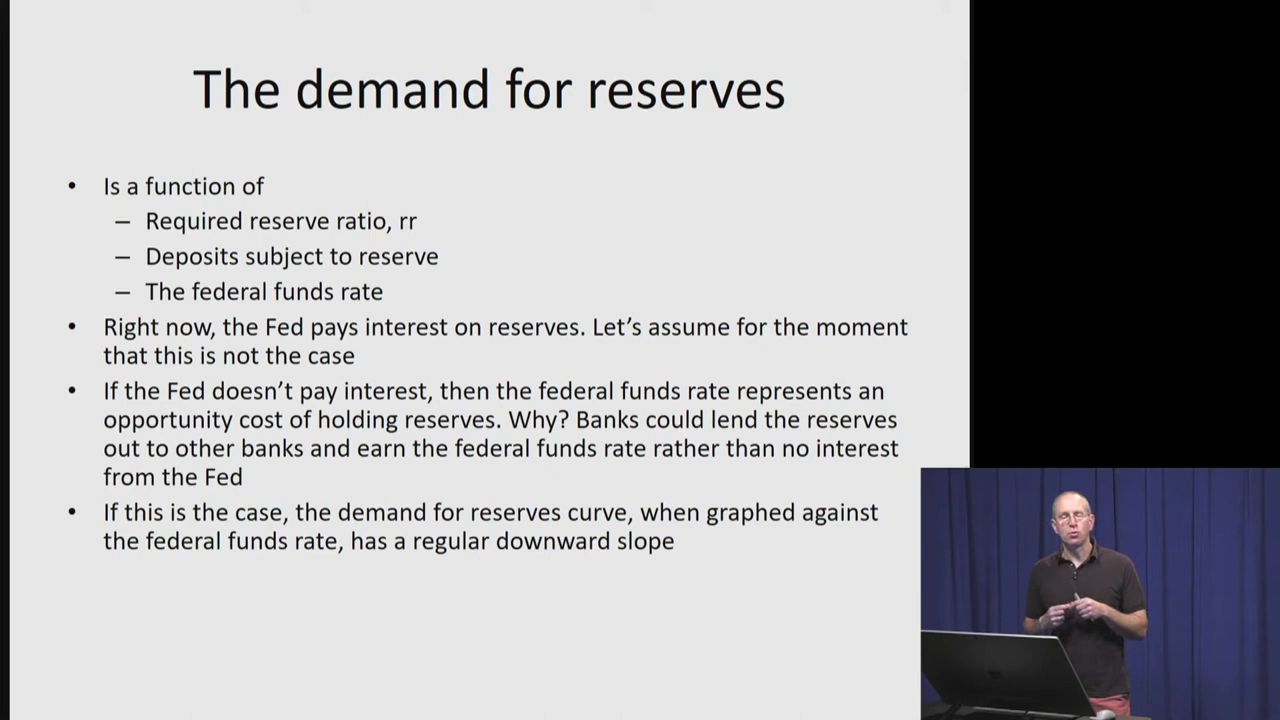 The demand for reserves
• Is a function of
– Required reserve ratio, rr
– Deposits subject to reserve
– The federal funds rate
• Right now, the Fed pays interest on reserves. Let’s assume for the moment
that this is not the case
• If the Fed doesn’t pay interest, then the federal funds rate represents an
opportunity cost of holding reserves. Why? Banks could lend the reserves
out to other banks and earn the federal funds rate rather than no interest
from the Fed
• If this is the case, the demand for reserves curve, when graphed against
the federal funds rate, has a regular downward slope